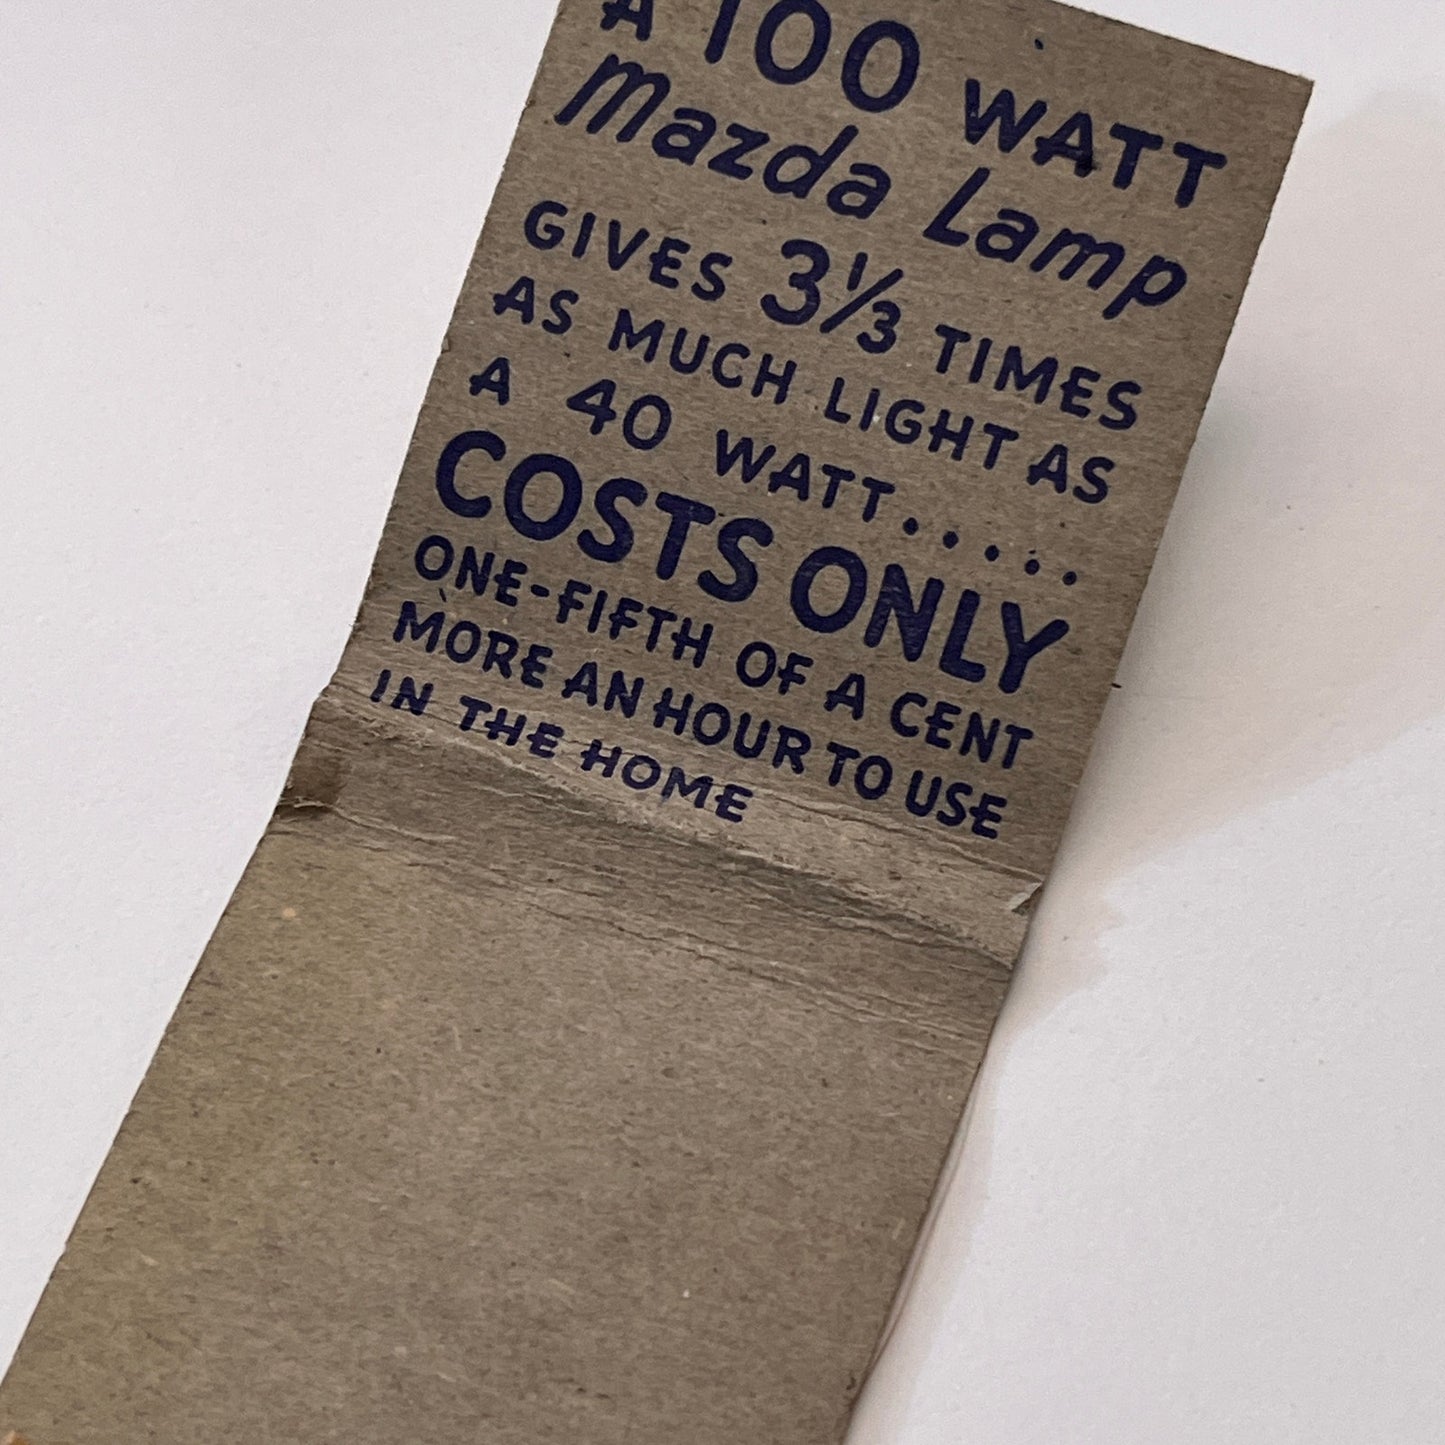 A 100 WATT
Mazda Lamp
GIVES 3⅓ TIMES
AS MUCH LIGHT AS
A 40 WATT.....
COSTS ONLY
ONE-FIFTH OF A CENT
MORE AN HOUR TO USE
IN THE HOME